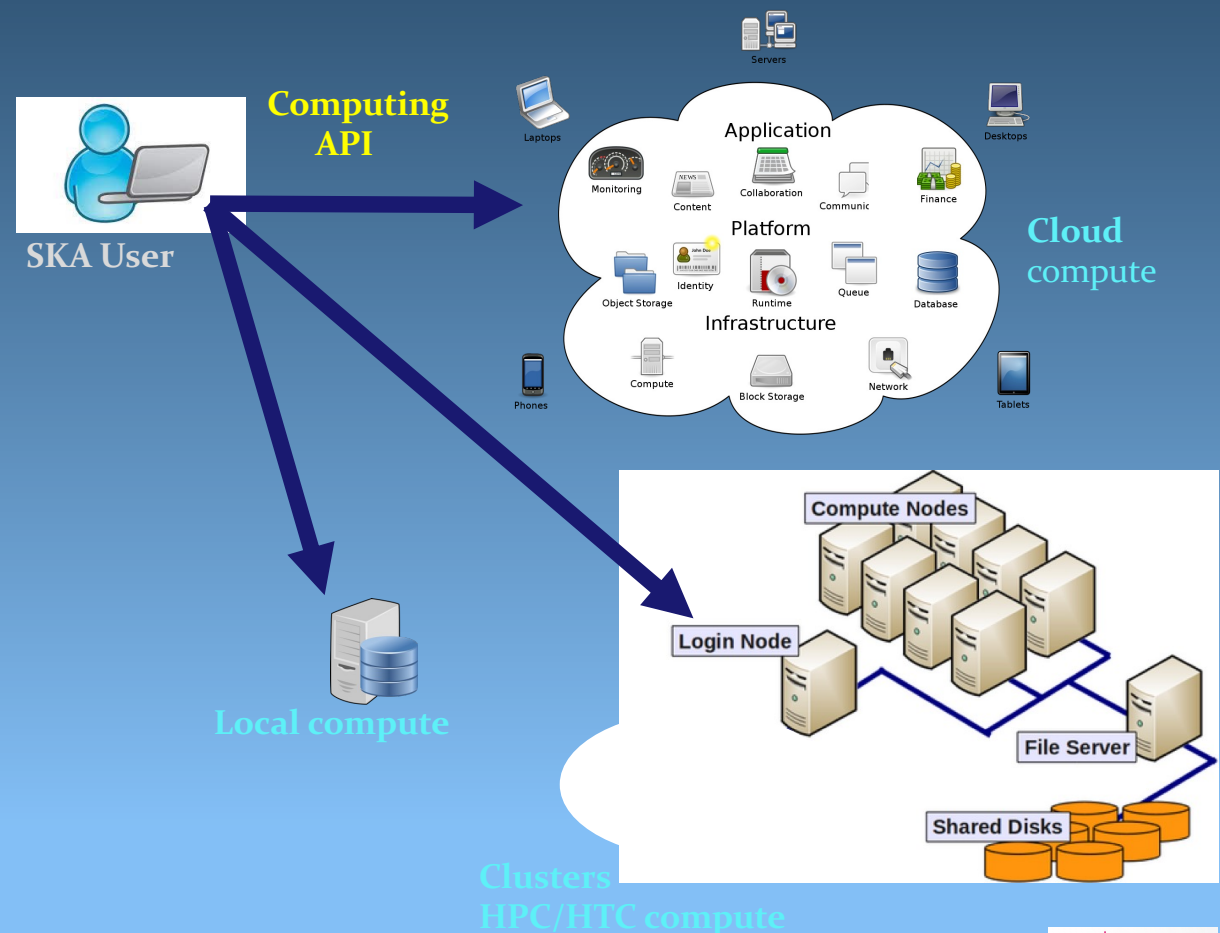 Servers
Laptops
Desktops
Computing
API
SKA User
Application
Monitoring
NEWS
Content
Collaboration
Communic
Finance
Platform
John Doe
Object Storage
Identity
Runtime
Queue
Database
Cloud
compute
Infrastructure
Compute
Block Storage
Network
Phones
Tablets
Compute Nodes
Login Node
File Server
Shared Disks
Local compute
Clusters
HPC/HTC compute